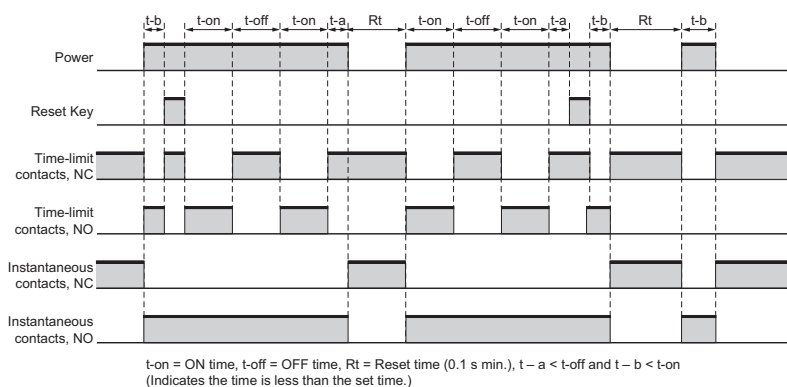 t-b t-on t-off t-on t-a Rt t-on t-off t-on t-a t-b Rt t-b
Power
Reset Key
Time-limit
contacts, NC
Time-limit
contacts, NO
Instantaneous
contacts, NC
Instantaneous
contacts, NO
t-on = ON time, t-off = OFF time, Rt = Reset time (0.1 s min.), t – a < t-off and t – b < t-on
(Indicates the time is less than the set time.)